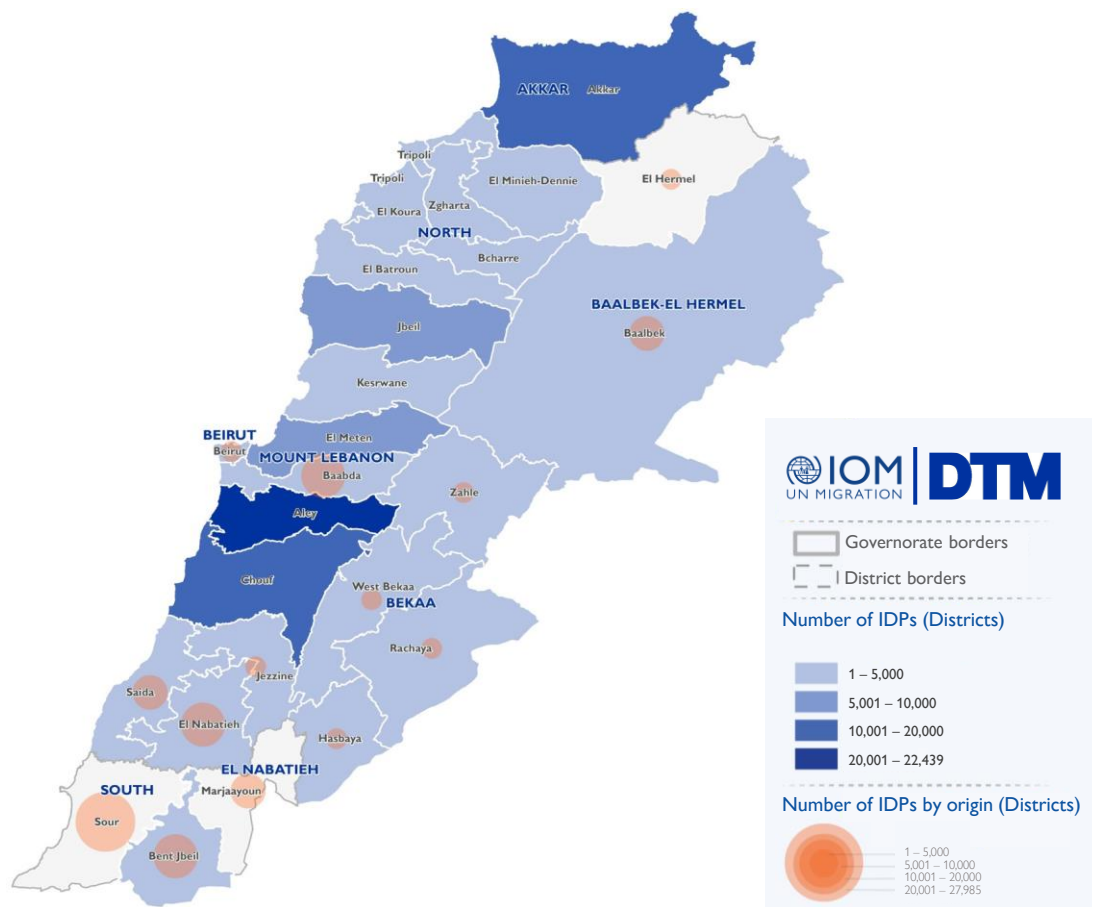 AKKAR
Akkar
Tripoli
Tripoli
El Minieh-Dennie
El Hermel
El Koura
Zgharta
NORTH
Bcharre
El Batroun
BAALBEK-EL HERMEL
Baalbek
Jbeil
Kesrwane
BEIRUT
Beirut
El Meten
MOUNT LEBANON
Baabda
Zahle
Aley
Chouf
West Bekaa
BEKAA
Rachaya
Jezzine
Saida
El Nabatieh
Hasbaya
EL NABATIEH
Marjaayoun
SOUTH
Sour
Bent Jbeil
IOM
UN MIGRATION
DTM
Governorate borders
District borders
Number of IDPs (Districts)
1 – 5,000
5,001 – 10,000
10,001 – 20,000
20,001 – 22,439
Number of IDPs by origin (Districts)
1 – 5,000
5,001 – 10,000
10,001 – 20,000
20,001 – 27,985